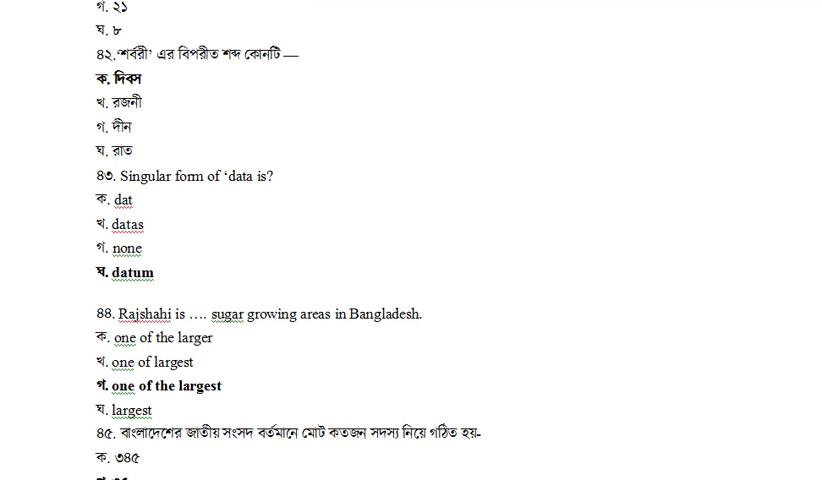 গ. ২১
ঘ. ৮
৪২.‘শর্বরী’ এর বিপরীত শব্দ কোনটি —
ক. দিবস
খ. রজনী
গ. দীন
ঘ. রাত
৪৩. Singular form of ‘data is?
ক. dat
খ. datas
গ. none
ঘ. datum
৪৪. Rajshahi is …. sugar growing areas in Bangladesh.
ক. one of the larger
খ. one of largest
গ. one of the largest
ঘ. largest
৪৫. বাংলাদেশের জাতীয় সংসদ বর্তমানে মোট কতজন সদস্য নিয়ে গঠিত হয়-
ক. ৩৪৫